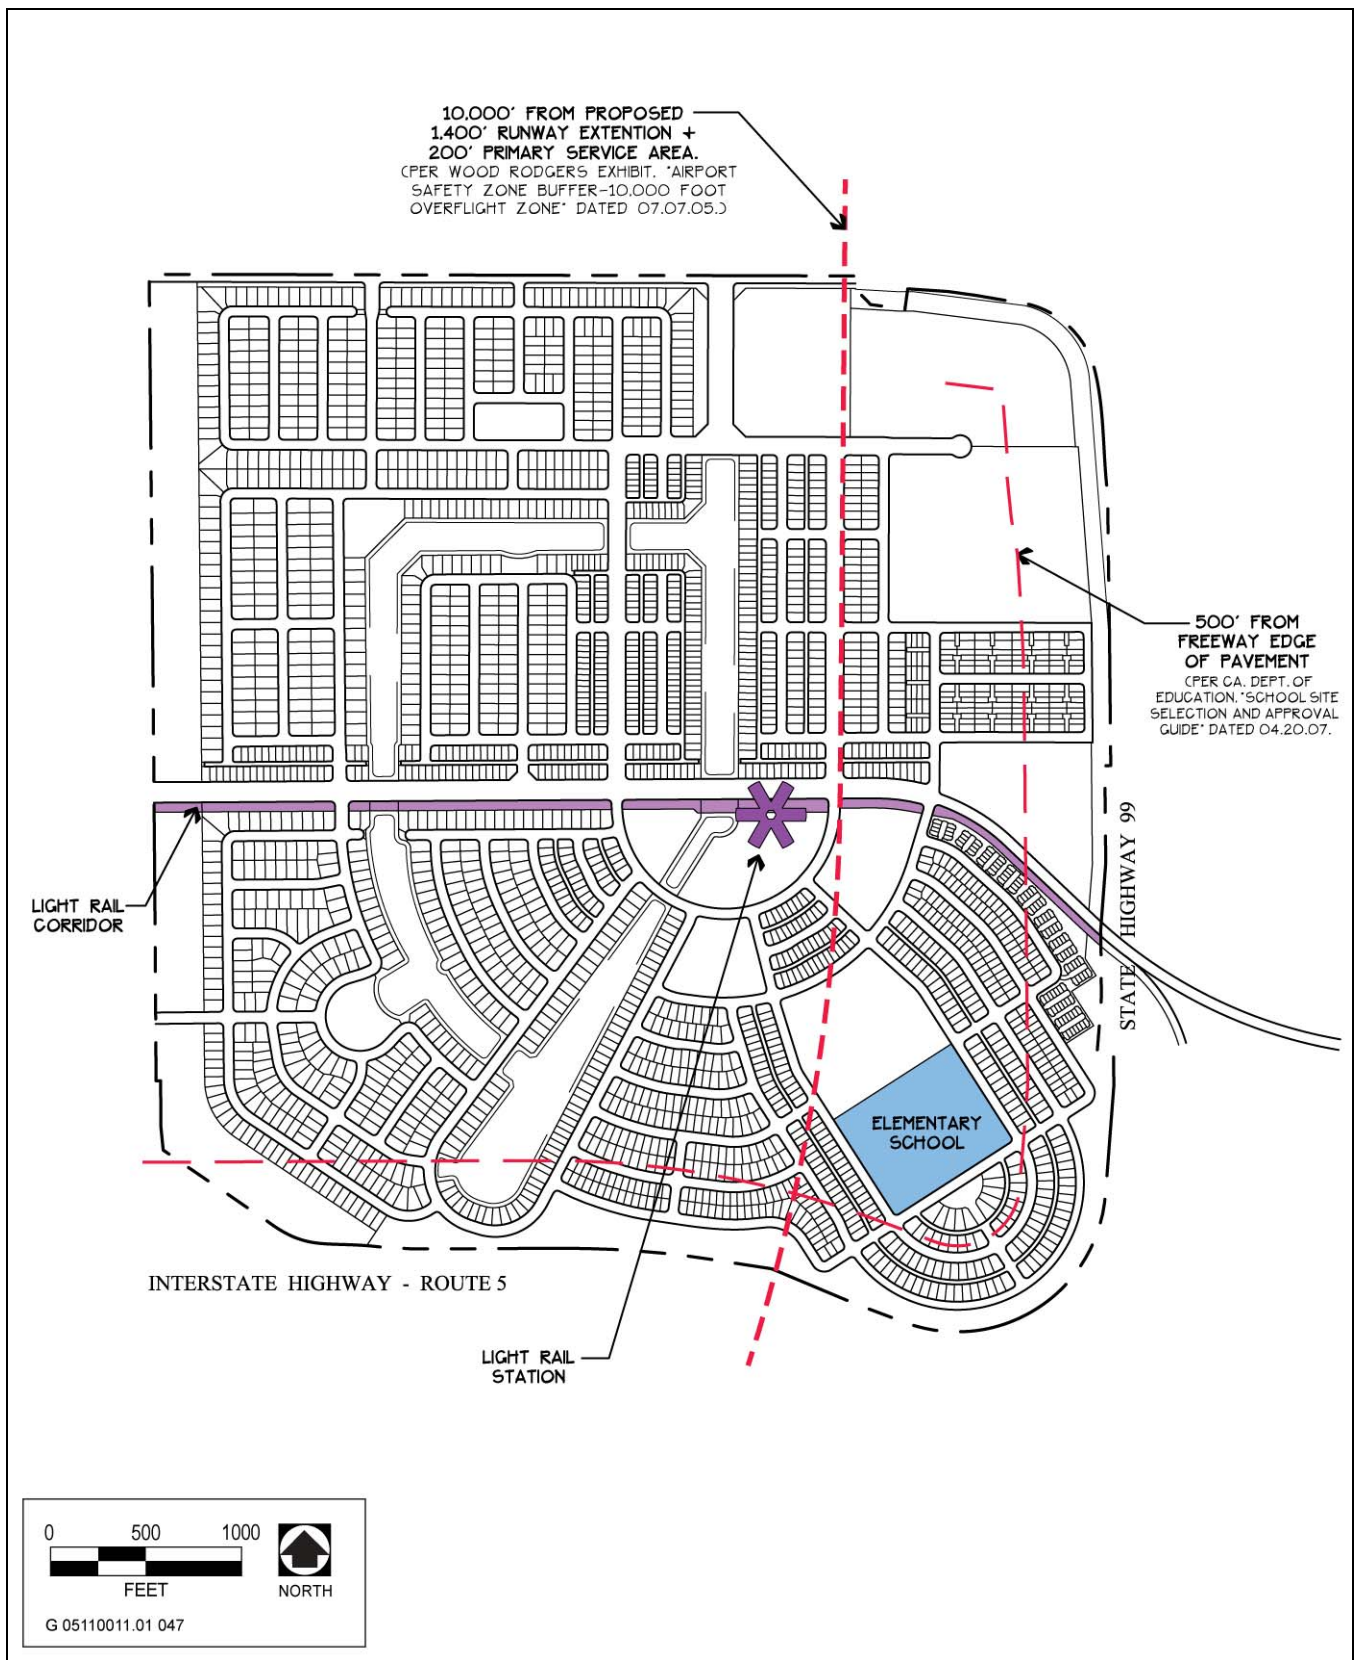 10,000' FROM PROPOSED
1,400' RUNWAY EXTENTION +
200' PRIMARY SERVICE AREA.
(PER WOOD RODGERS EXHIBIT, "AIRPORT
SAFETY ZONE BUFFER-10,000 FOOT
OVERFLIGHT ZONE" DATED 07.07.05.)
500' FROM
FREEWAY EDGE
OF PAVEMENT
(PER CA. DEPT. OF
EDUCATION, "SCHOOL SITE
SELECTION AND APPROVAL
GUIDE" DATED 04.20.07.
STATE HIGHWAY 99
LIGHT RAIL
CORRIDOR
ELEMENTARY
SCHOOL
INTERSTATE HIGHWAY - ROUTE 5
LIGHT RAIL
STATION
0 500 1000
FEET
NORTH
G 05110011.01 047